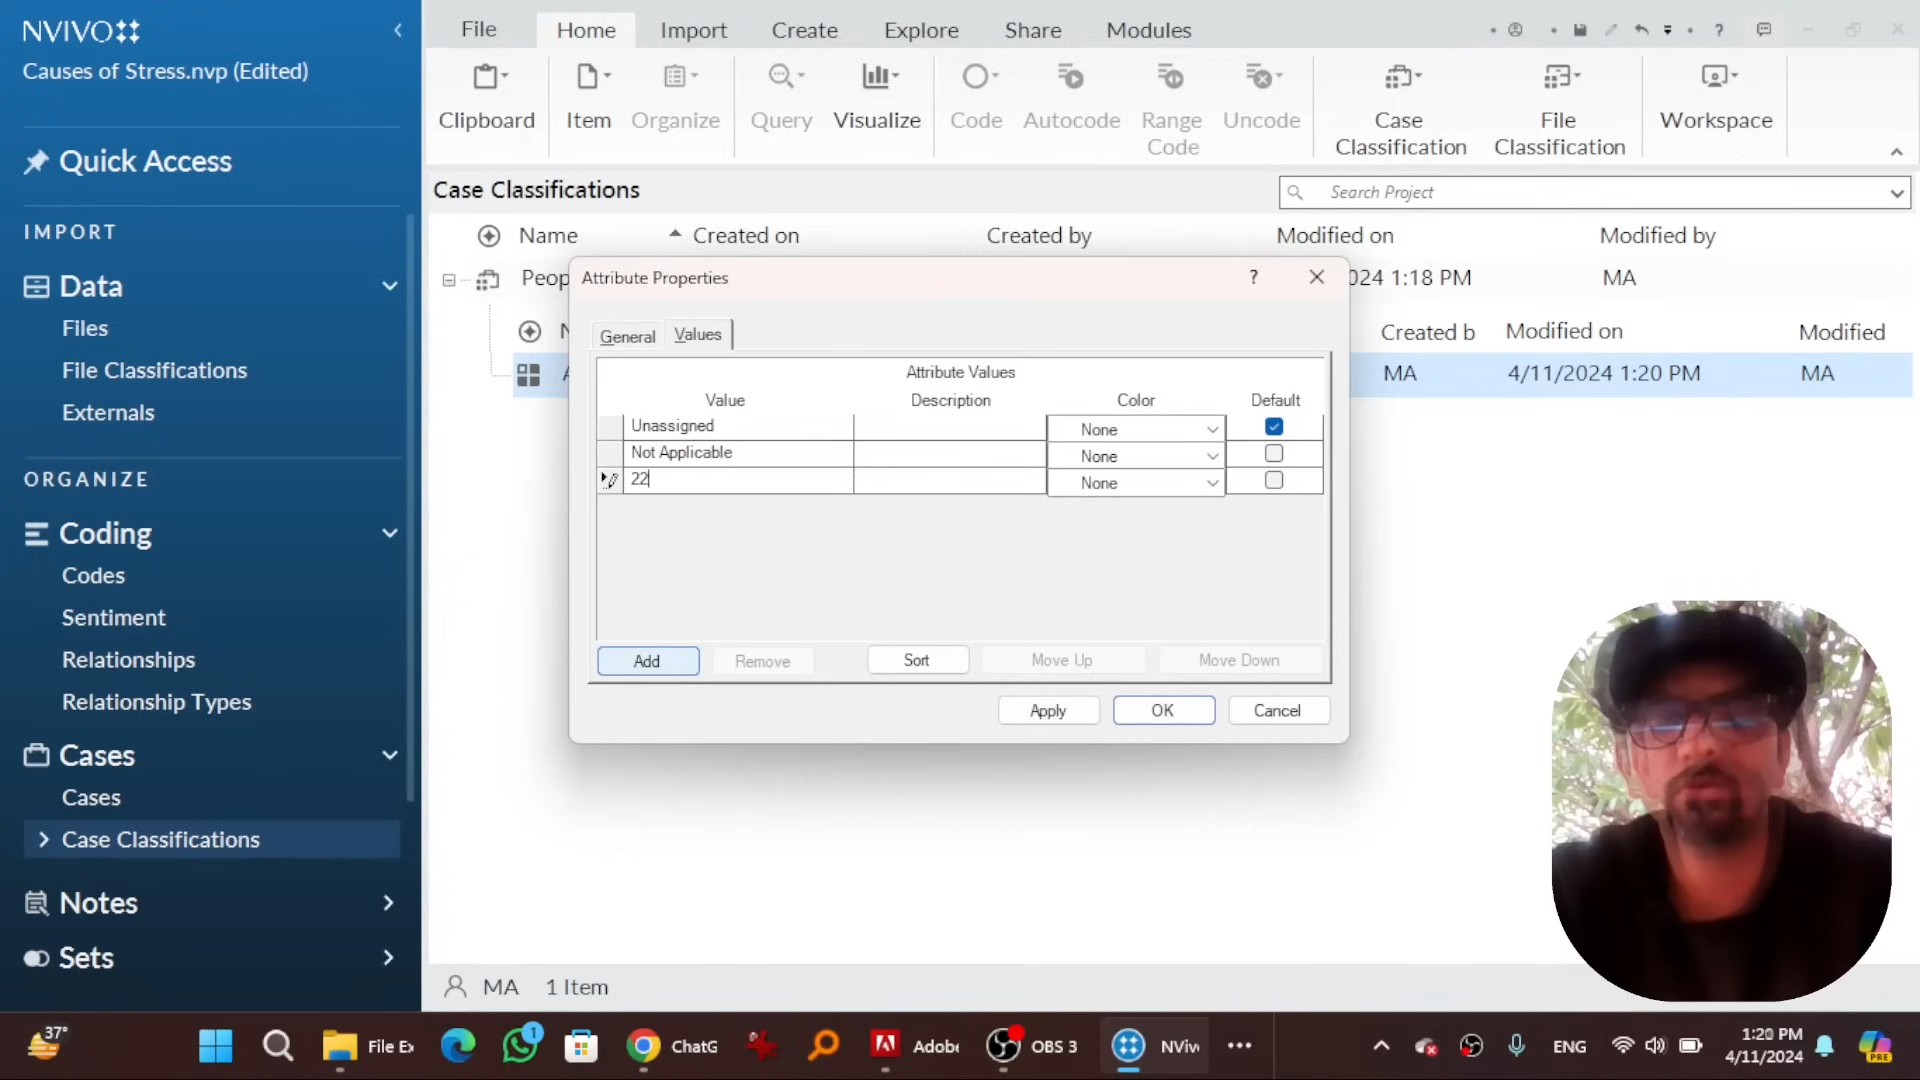 NVIVO
Causes of Stress.nvp (Edited)
Quick Access
IMPORT
Data
Files
File Classifications
Externals
ORGANIZE
Coding
Codes
Sentiment
Relationships
Relationship Types
Cases
Cases
Case Classifications
Notes
Sets
File Home Import Create Explore Share Modules
Clipboard Item Organize Query Visualize Code Autocode Range Code Uncode Case Classification File Classification Workspace
Case Classifications
Search Project
Name Created on Created by Modified on Modified by
Peop 024 1:18 PM MA
Created b Modified on Modified
MA 4/11/2024 1:20 PM MA
Attribute Properties ?
General Values
Attribute Values
Value Description Color Default
Unassigned None
Not Applicable None
22 None
Add Remove Sort Move Up Move Down
Apply OK Cancel
MA 1 Item
37° File Ex 1 ChatG Adobe OBS 3 NViv ENG 1:20 PM
4/11/2024
PRE